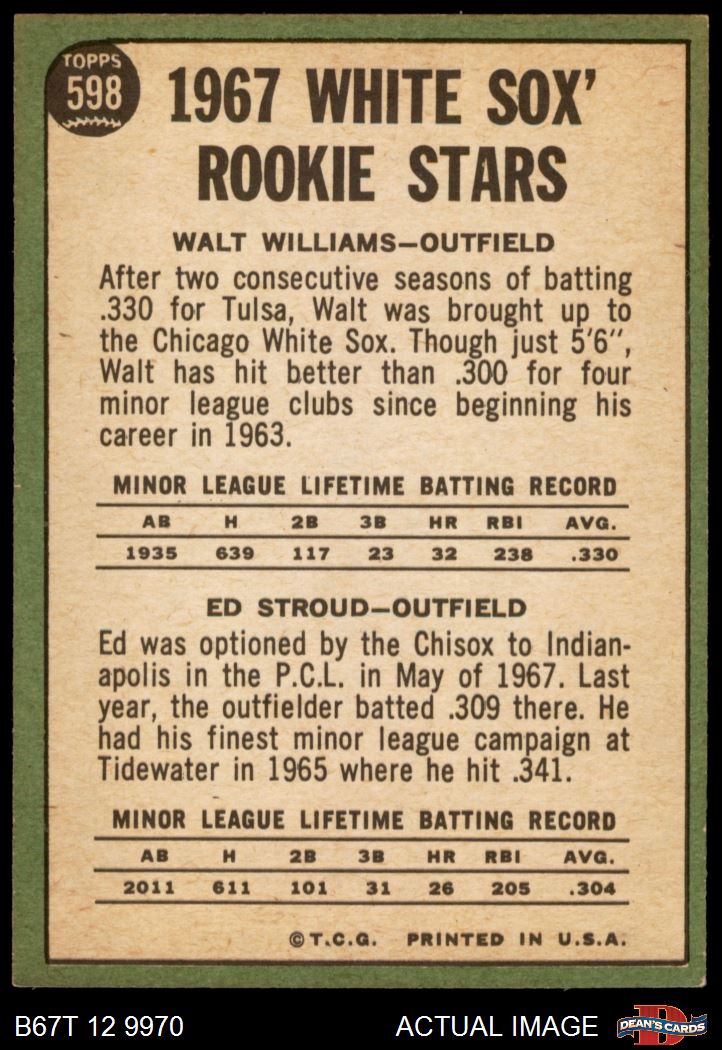 TOPPS
598
1967 WHITE SOX'
ROOKIE STARS
WALT WILLIAMS—OUTFIELD
After two consecutive seasons of batting
.330 for Tulsa, Walt was brought up to
the Chicago White Sox. Though just 5'6",
Walt has hit better than .300 for four
minor league clubs since beginning his
career in 1963.
MINOR LEAGUE LIFETIME BATTING RECORD
AB H 2B 3B HR RBI AVG.
1935 639 117 23 32 238 .330
ED STROUD—OUTFIELD
Ed was optioned by the Chisox to Indian-
apolis in the P.C.L. in May of 1967. Last
year, the outfielder batted .309 there. He
had his finest minor league campaign at
Tidewater in 1965 where he hit .341.
MINOR LEAGUE LIFETIME BATTING RECORD
AB H 2B 3B HR RBI AVG.
2011 611 101 31 26 205 .304
© T.C.G. PRINTED IN U.S.A.
B67T 12 9970 ACTUAL IMAGE
D
DEAN'S CARDS